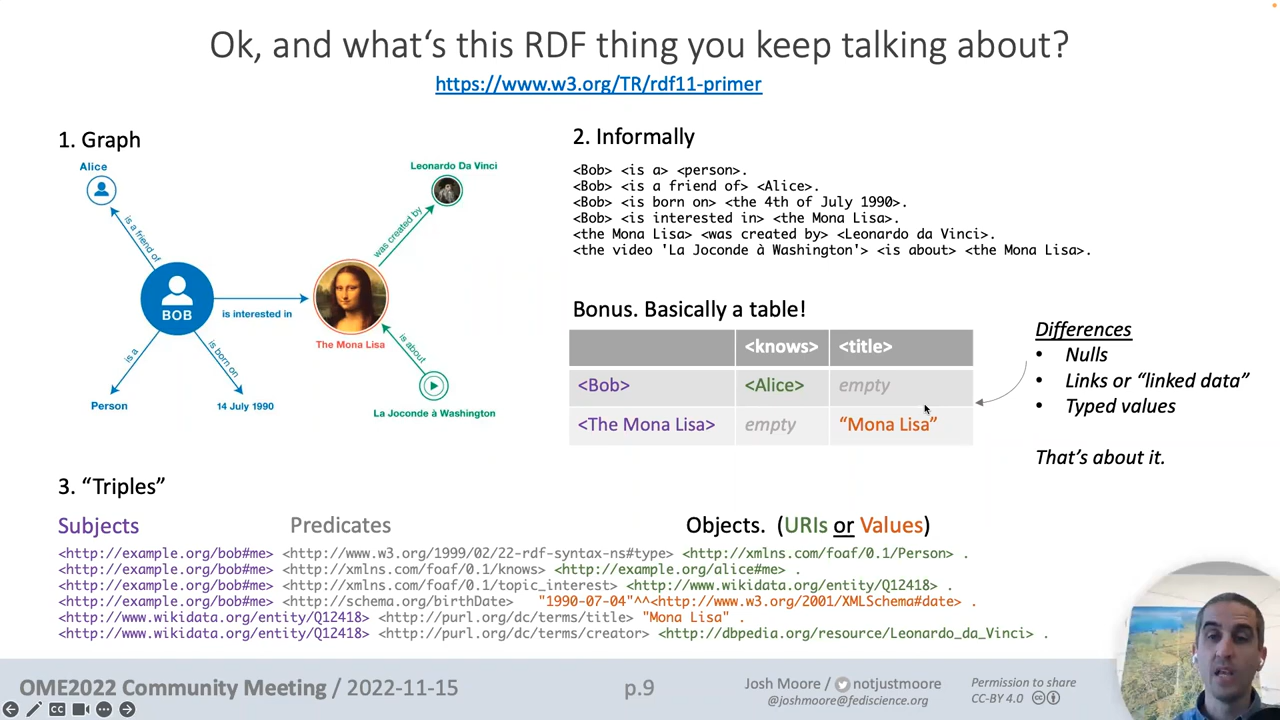 Ok, and what‘s this RDF thing you keep talking about?
https://www.w3.org/TR/rdf11-primer
1. Graph
Alice
Leonardo Da Vinci
is a friend of
was created by
BOB
is interested in
The Mona Lisa
is a
is born on
is about
Person
14 July 1990
La Joconde à Washington
2. Informally
<Bob> <is a> <person>.
<Bob> <is a friend of> <Alice>.
<Bob> <is born on> <the 4th of July 1990>.
<Bob> <is interested in> <the Mona Lisa>.
<the Mona Lisa> <was created by> <Leonardo da Vinci>.
<the video 'La Joconde à Washington'> <is about> <the Mona Lisa>.
Bonus. Basically a table!
<knows> <title>
<Bob> <Alice> empty
<The Mona Lisa> empty “Mona Lisa”
Differences
• Nulls
• Links or “linked data”
• Typed values
That’s about it.
3. “Triples”
Subjects Predicates Objects. (URIs or Values)
<http://example.org/bob#me> <http://www.w3.org/1999/02/22-rdf-syntax-ns#type> <http://xmlns.com/foaf/0.1/Person> .
<http://example.org/bob#me> <http://xmlns.com/foaf/0.1/knows> <http://example.org/alice#me> .
<http://example.org/bob#me> <http://xmlns.com/foaf/0.1/topic_interest> <http://www.wikidata.org/entity/Q12418> .
<http://example.org/bob#me> <http://schema.org/birthDate> "1990-07-04"^^<http://www.w3.org/2001/XMLSchema#date> .
<http://www.wikidata.org/entity/Q12418> <http://purl.org/dc/terms/title> "Mona Lisa" .
<http://www.wikidata.org/entity/Q12418> <http://purl.org/dc/terms/creator> <http://dbpedia.org/resource/Leonardo_da_Vinci> .
OME2022 Community Meeting / 2022-11-15
p.9
Josh Moore / notjustmoore
@joshmoore@fediscience.org
Permission to share
CC-BY 4.0